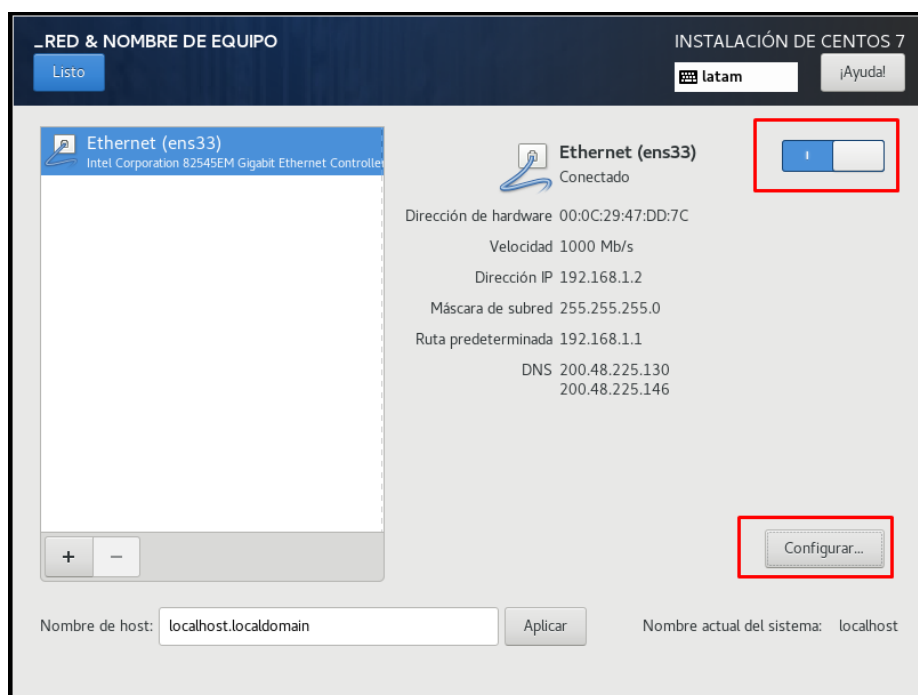 RED & NOMBRE DE EQUIPO
INSTALACIÓN DE CENTOS 7
Listo
latam
¡Ayuda!
Ethernet (ens33)
Intel Corporation 82545EM Gigabit Ethernet Controller
Ethernet (ens33)
Conectado
Dirección de hardware 00:0C:29:47:DD:7C
Velocidad 1000 Mb/s
Dirección IP 192.168.1.2
Máscara de subred 255.255.255.0
Ruta predeterminada 192.168.1.1
DNS 200.48.225.130
200.48.225.146
+ −
Configurar...
Nombre de host: localhost.localdomain Aplicar Nombre actual del sistema: localhost